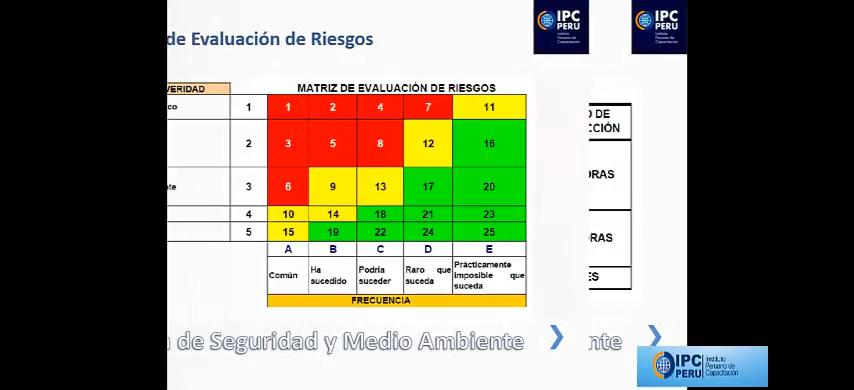 de Evaluación de Riesgos
IPC
PERU
Instituto
Peruano de
Capacitación
IPC
PERU
Instituto
Peruano de
Capacitación
VERIDAD MATRIZ DE EVALUACIÓN DE RIESGOS
co 1 1 2 4 7 11
2 3 5 8 12 16
nte 3 6 9 13 17 20
4 10 14 18 21 23
5 15 19 22 24 25
A B C D E
Común Ha sucedido Podría suceder Raro que suceda Prácticamente imposible que suceda
FRECUENCIA
O DE
CCIÓN
ORAS
RAS
ES
de Seguridad y Medio Ambiente
nte
IPC
PERU
Instituto
Peruano de
Capacitación